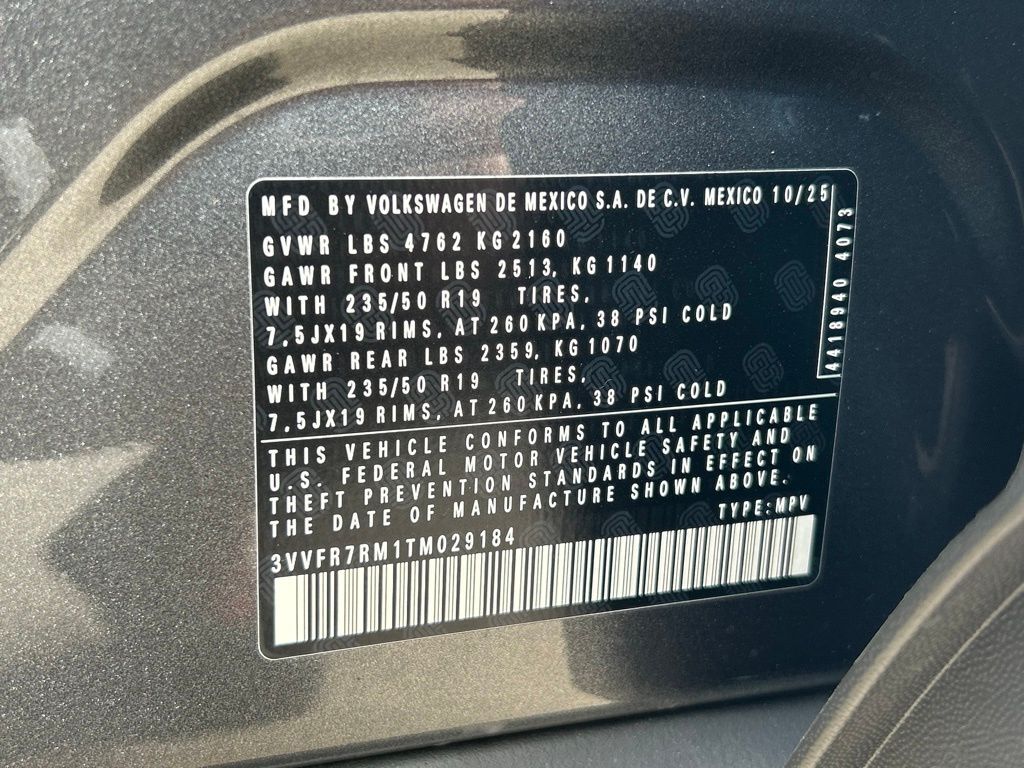 MFD BY VOLKSWAGEN DE MEXICO S.A. DE C.V. MEXICO 10/25
GVWR LBS 4762 KG 2160
GAWR FRONT LBS 2513, KG 1140
WITH 235/50 R19 TIRES,
7,5JX19 RIMS, AT 260 KPA, 38 PSI COLD
GAWR REAR LBS 2359, KG 1070
WITH 235/50 R19 TIRES,
7,5JX19 RIMS, AT 260 KPA, 38 PSI COLD
4418940 4073
THIS VEHICLE CONFORMS TO ALL APPLICABLE
U.S. FEDERAL MOTOR VEHICLE SAFETY AND
THEFT PREVENTION STANDARDS IN EFFECT ON
THE DATE OF MANUFACTURE SHOWN ABOVE.
TYPE: MPV
3VVFR7RM1TM029184